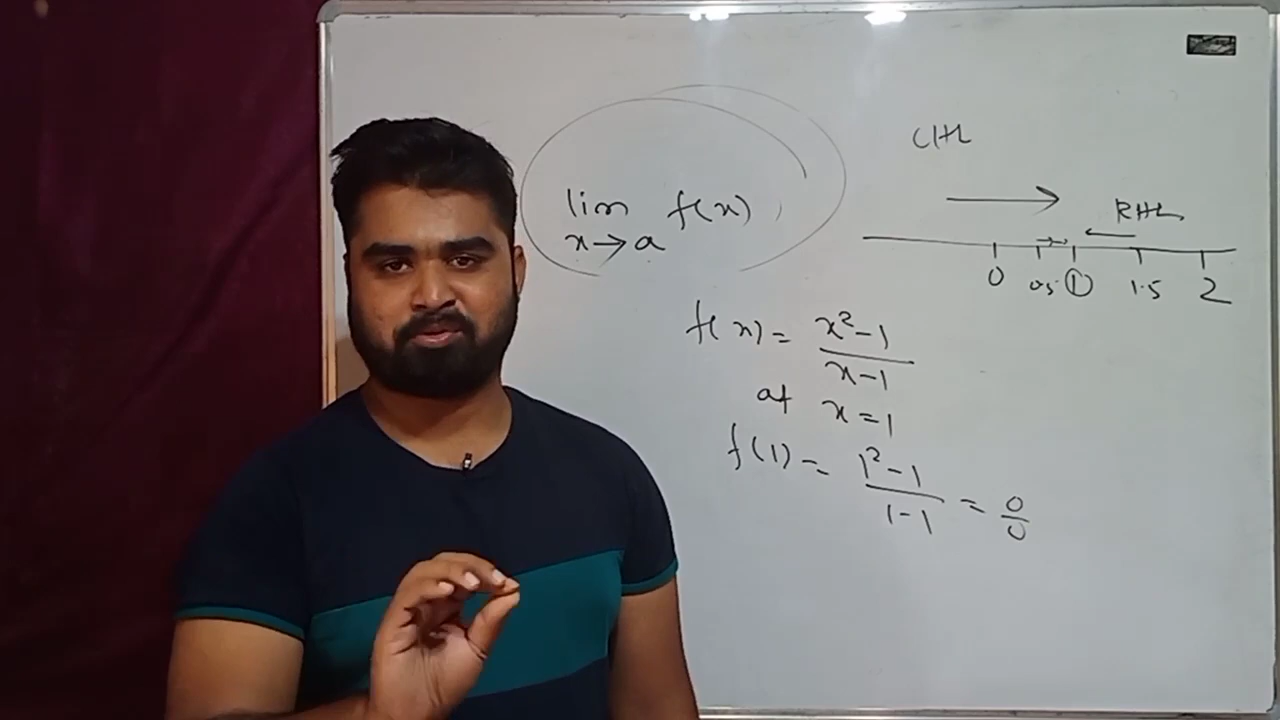 lim f(x)
x→a
LHL
RHL
0 0.5 1 1.5 2
f(x) = x²-1
x-1
at x=1
f(1) = 1²-1
1-1
= 0
0